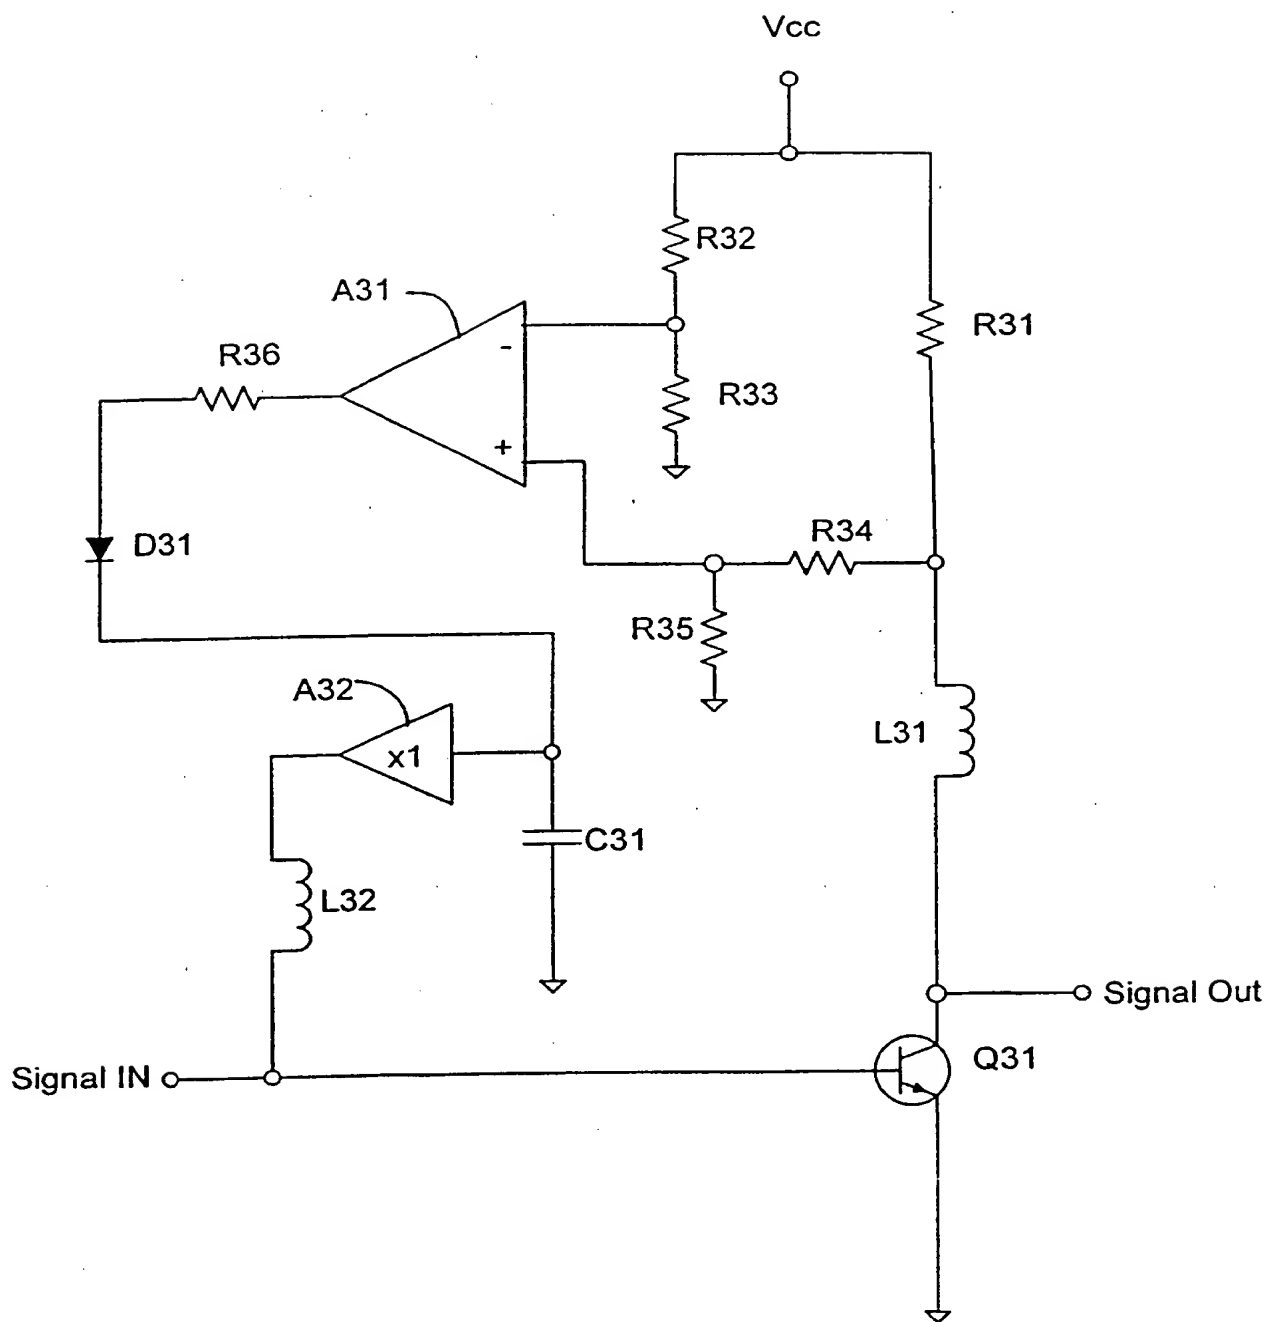 Vcc
R32
A31
R31
R36
-
R33
+
R34
D31
R35
A32
L31
x1
C31
L32
Signal Out
Q31
Signal IN